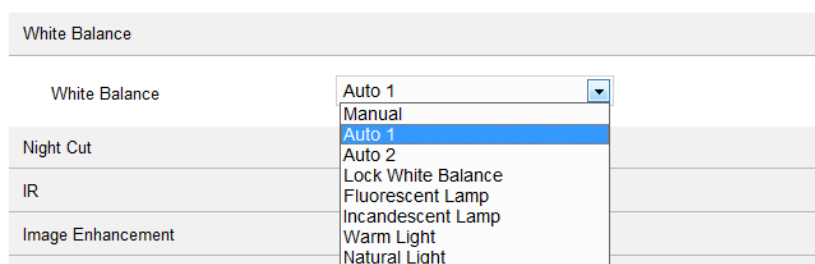 White Balance
White Balance
Auto 1
Manual
Auto 1
Auto 2
Lock White Balance
Fluorescent Lamp
Incandescent Lamp
Warm Light
Natural Light
Night Cut
IR
Image Enhancement